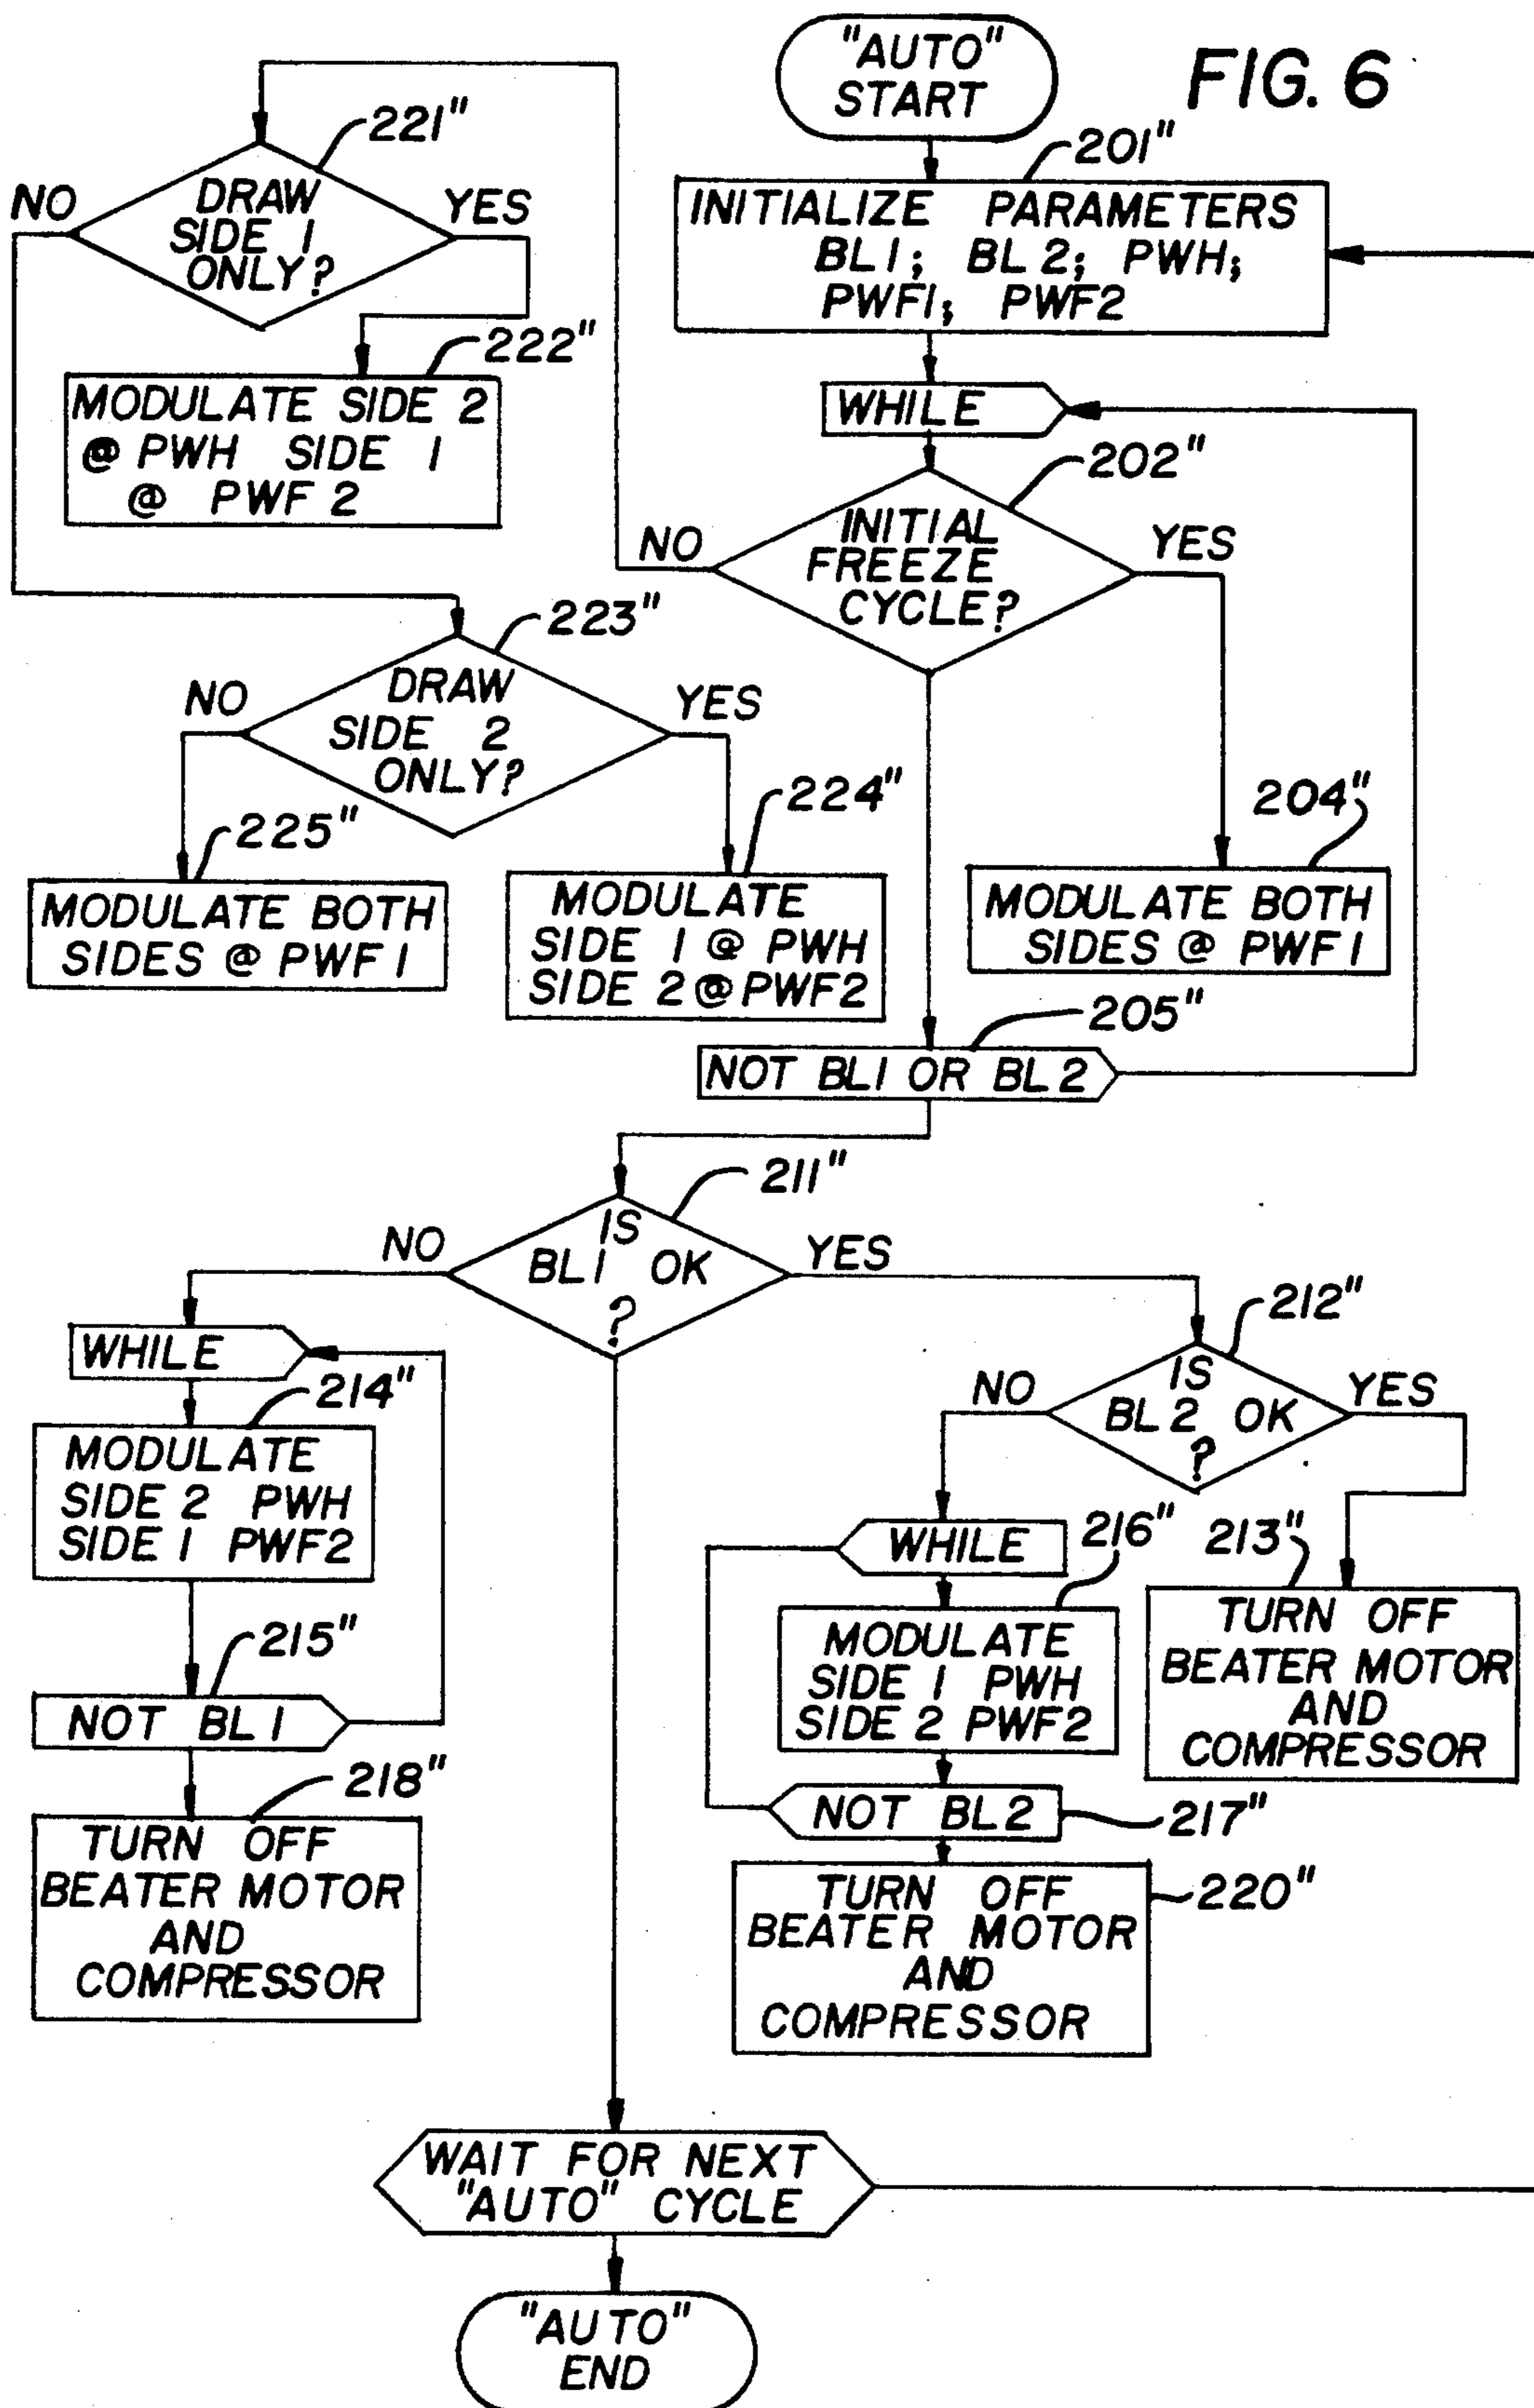 "AUTO"
START
FIG. 6
201"
INITIALIZE PARAMETERS
BL1; BL2; PWH;
PWF1; PWF2
WHILE
202"
INITIAL
FREEZE
CYCLE?
NO
YES
221"
DRAW
SIDE 1
ONLY?
NO
YES
222"
MODULATE SIDE 2
@ PWH SIDE 1
@ PWF 2
223"
DRAW
SIDE 2
ONLY?
NO
YES
225"
MODULATE BOTH
SIDES @ PWF1
224"
MODULATE
SIDE 1 @ PWH
SIDE 2 @ PWF2
204"
MODULATE BOTH
SIDES @ PWF1
205"
NOT BL1 OR BL2
211"
IS
BL1 OK
?
NO
YES
212"
IS
BL2 OK
?
NO
YES
WHILE
214"
MODULATE
SIDE 2 PWH
SIDE 1 PWF2
215"
NOT BL1
218"
TURN OFF
BEATER MOTOR
AND
COMPRESSOR
WHILE
216"
MODULATE
SIDE 1 PWH
SIDE 2 PWF2
NOT BL2
217"
TURN OFF
BEATER MOTOR
AND
COMPRESSOR
220"
213"
TURN OFF
BEATER MOTOR
AND
COMPRESSOR
WAIT FOR NEXT
"AUTO" CYCLE
"AUTO"
END